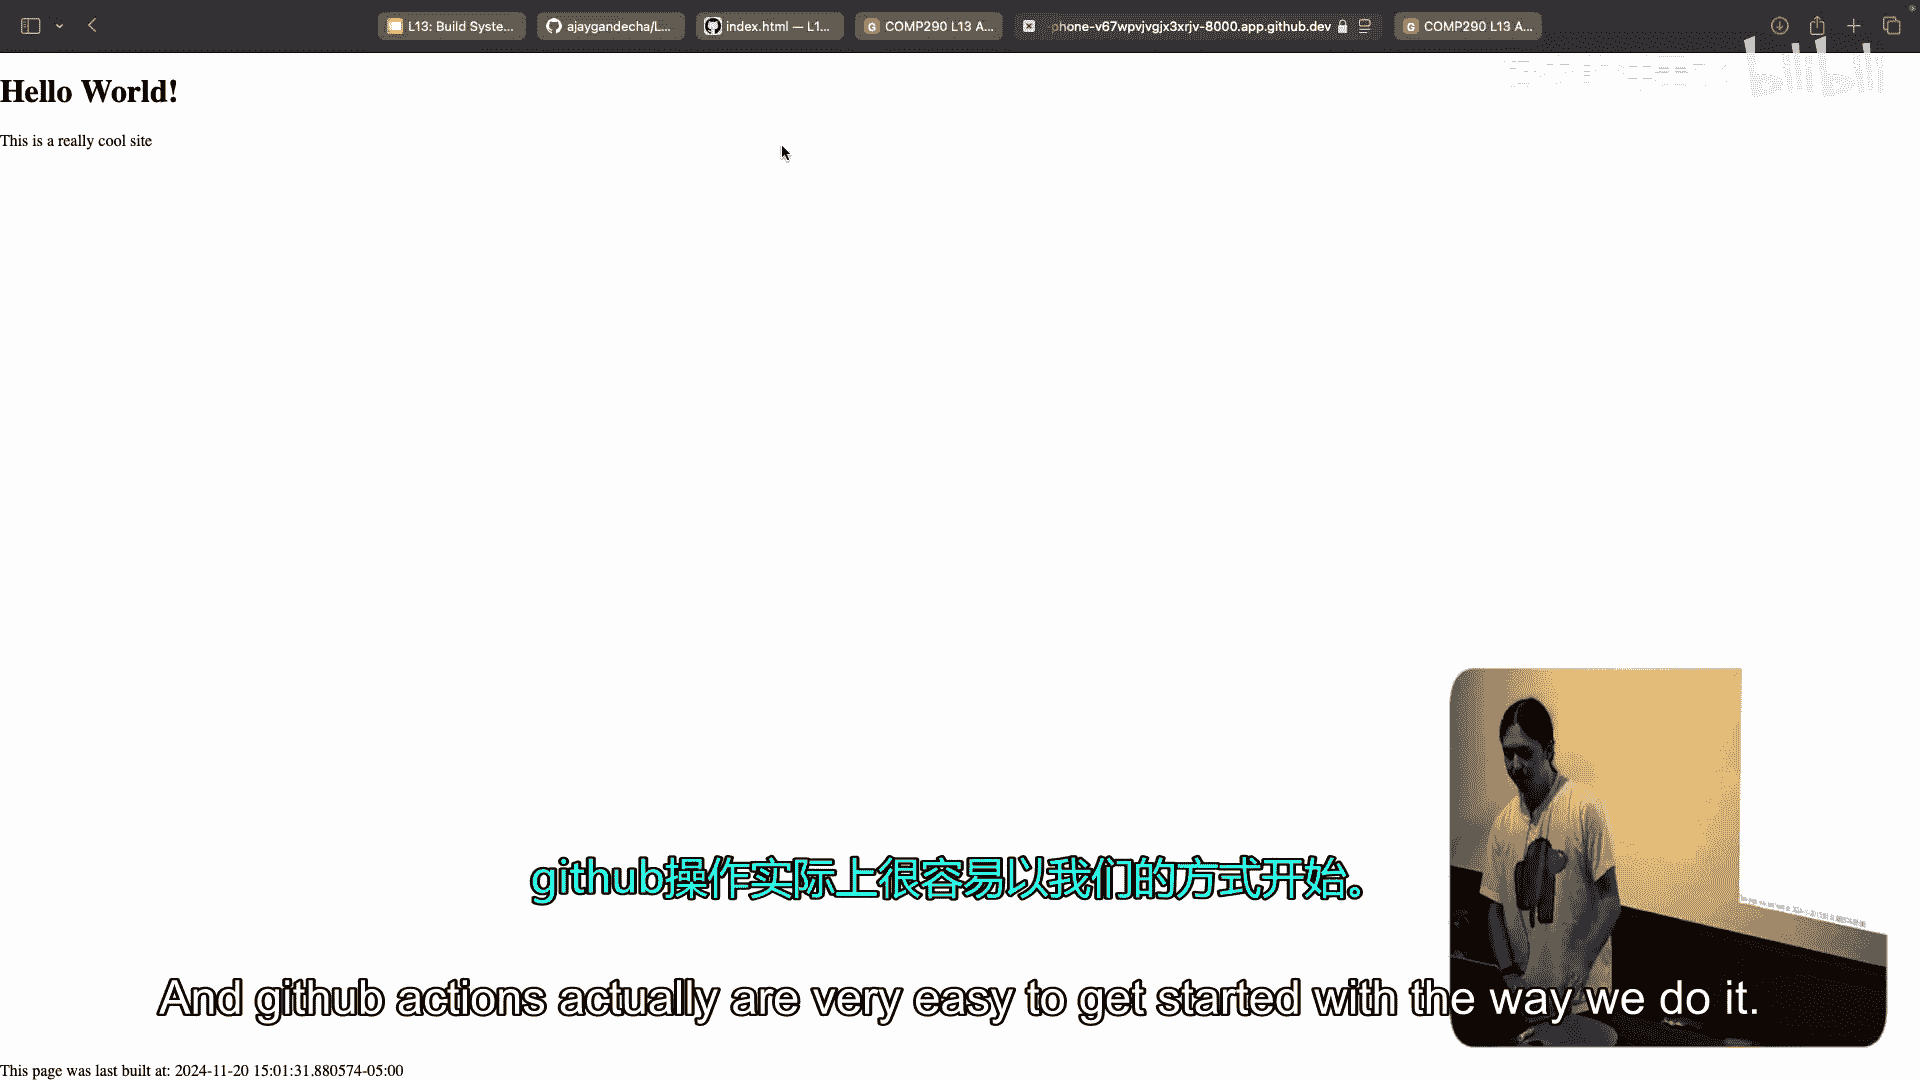 L13: Build Syste...
ajaygandecha/L...
index.html — L1...
COMP290 L13 A...
phone-v67wpvjvgjx3xrjv-8000.app.github.dev
COMP290 L13 A...
bilibili
Hello World!
This is a really cool site
github操作实际上很容易以我们的方式开始。
And github actions actually are very easy to get started with the way we do it.
This page was last built at: 2024-11-20 15:01:31.880574-05:00